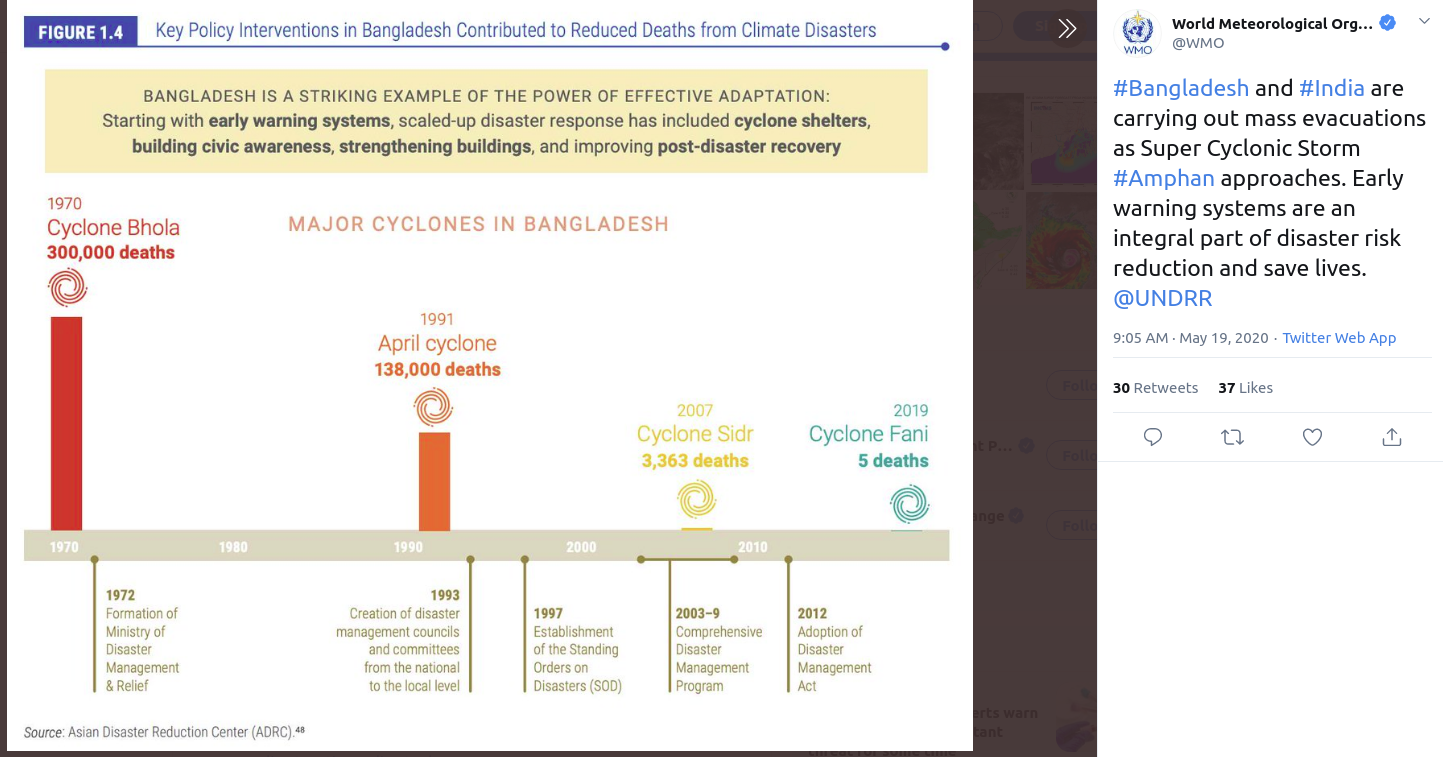 FIGURE 1.4
Key Policy Interventions in Bangladesh Contributed to Reduced Deaths from Climate Disasters
BANGLADESH IS A STRIKING EXAMPLE OF THE POWER OF EFFECTIVE ADAPTATION:
Starting with early warning systems, scaled-up disaster response has included cyclone shelters,
building civic awareness, strengthening buildings, and improving post-disaster recovery
MAJOR CYCLONES IN BANGLADESH
1970
Cyclone Bhola
300,000 deaths
1991
April cyclone
138,000 deaths
2007
Cyclone Sidr
3,363 deaths
2019
Cyclone Fani
5 deaths
1970 1980 1990 2000 2010
1972
Formation of
Ministry of
Disaster
Management
& Relief
1993
Creation of disaster
management councils
and committees
from the national
to the local level
1997
Establishment
of the Standing
Orders on
Disasters (SOD)
2003–9
Comprehensive
Disaster
Management
Program
2012
Adoption of
Disaster
Management
Act
Source: Asian Disaster Reduction Center (ADRC).48
WMO
World Meteorological Org...
@WMO
#Bangladesh and #India are
carrying out mass evacuations
as Super Cyclonic Storm
#Amphan approaches. Early
warning systems are an
integral part of disaster risk
reduction and save lives.
@UNDRR
9:05 AM · May 19, 2020 · Twitter Web App
30 Retweets 37 Likes